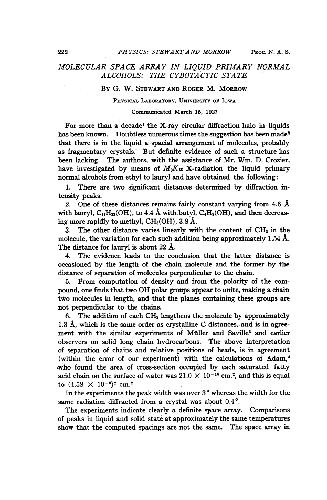 222 PHYSICS: STEWART AND MORROW PROC. N. A. S.
MOLECULAR SPACE ARRAY IN LIQUID PRIMARY NORMAL
ALCOHOLS: THE CYBOTACTIC STATE
BY G. W. STEWART AND ROGER M. MORROW
PHYSICAL LABORATORY, UNIVERSITY OF IOWA
Communicated March 16, 1927
For more than a decade¹ the X-ray circular diffraction halo in liquids
has been known. Doubtless numerous times the suggestion has been made²
that there is in the liquid a spacial arrangement of molecules, probably
as fragmentary crystals. But definite evidence of such a structure has
been lacking. The authors, with the assistance of Mr. Wm. D. Crozier,
have investigated by means of MoKα X-radiation the liquid primary
normal alcohols from ethyl to lauryl and have obtained the following:
1. There are two significant distances determined by diffraction in-
tensity peaks.
2. One of these distances remains fairly constant varying from 4.6 Å
with lauryl, C₁₂H₂₅(OH), to 4.4 Å with butyl, C₄H₉(OH), and then decreas-
ing more rapidly to methyl, CH₃(OH), 3.9 Å.
3. The other distance varies linearly with the content of CH₂ in the
molecule, the variation for each such addition being approximately 1.54 Å.
The distance for lauryl is about 22 Å.
4. The evidence leads to the conclusion that the latter distance is
occasioned by the length of the chain molecule and the former by the
distance of separation of molecules perpendicular to the chain.
5. From computation of density and from the polarity of the com-
pound, one finds that two OH polar groups appear to unite, making a chain
two molecules in length, and that the planes containing these groups are
not perpendicular to the chains.
6. The addition of each CH₂ lengthens the molecule by approximately
1.3 Å, which is the same order as crystalline C distances, and is in agree-
ment with the similar experiments of Müller and Saville³ and earlier
observers on solid long chain hydrocarbons. The above interpretation
of separation of chains and relative positions of heads, is in agreement
(within the error of our experiment) with the calculations of Adam,⁴
who found the area of cross-section occupied by each saturated fatty
acid chain on the surface of water was 21.0 × 10⁻¹⁶ cm.², and this is equal
to (4.58 × 10⁻⁸)² cm.²
In the experiments the peak width was over 3° whereas the width for the
same radiation diffracted from a crystal was about 0.4°.
The experiments indicate clearly a definite space array. Comparisons
of peaks in liquid and solid state at approximately the same temperatures
show that the computed spacings are not the same. The space array in